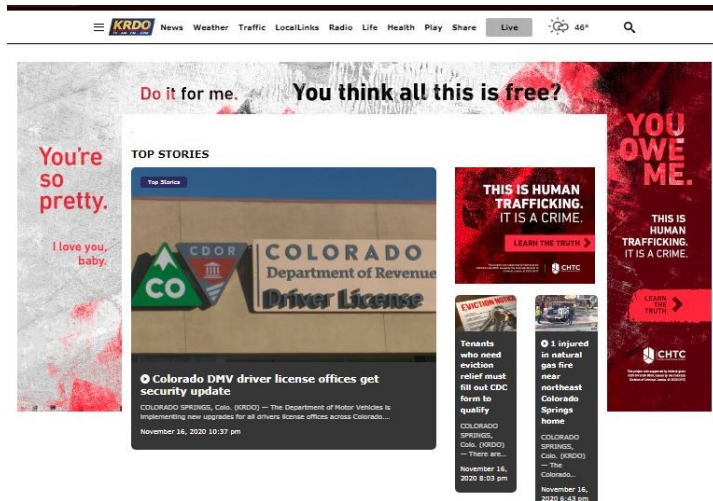 KRDO
News Weather Traffic LocalLinks Radio Life Health Play Share Live 46°
Do it for me. You think all this is free?
You're
so
pretty.
I love you,
baby.
TOP STORIES
Top Stories
CDOR
CO
COLORADO
Department of Revenue
Driver License
Colorado DMV driver license offices get
security update
COLORADO SPRINGS, Colo. (KRDO) — The Department of Motor Vehicles is
implementing new upgrades for all drivers license offices across Colorado....
November 16, 2020 10:37 pm
THIS IS HUMAN
TRAFFICKING.
IT IS A CRIME.
LEARN THE TRUTH
CHTC
EVICTION NOTICE
Tenants
who need
eviction
relief must
fill out CDC
form to
qualify
COLORADO
SPRINGS,
Colo. (KRDO)
— There are...
November 16,
2020 8:03 pm
1 injured
in natural
gas fire
near
northeast
Colorado
Springs
home
COLORADO
SPRINGS,
Colo. (KRDO)
— The
Colorado...
November 16,
2020 6:43 pm
YOU
OWE
ME.
THIS IS
HUMAN
TRAFFICKING.
IT IS A CRIME.
LEARN
THE
TRUTH
CHTC